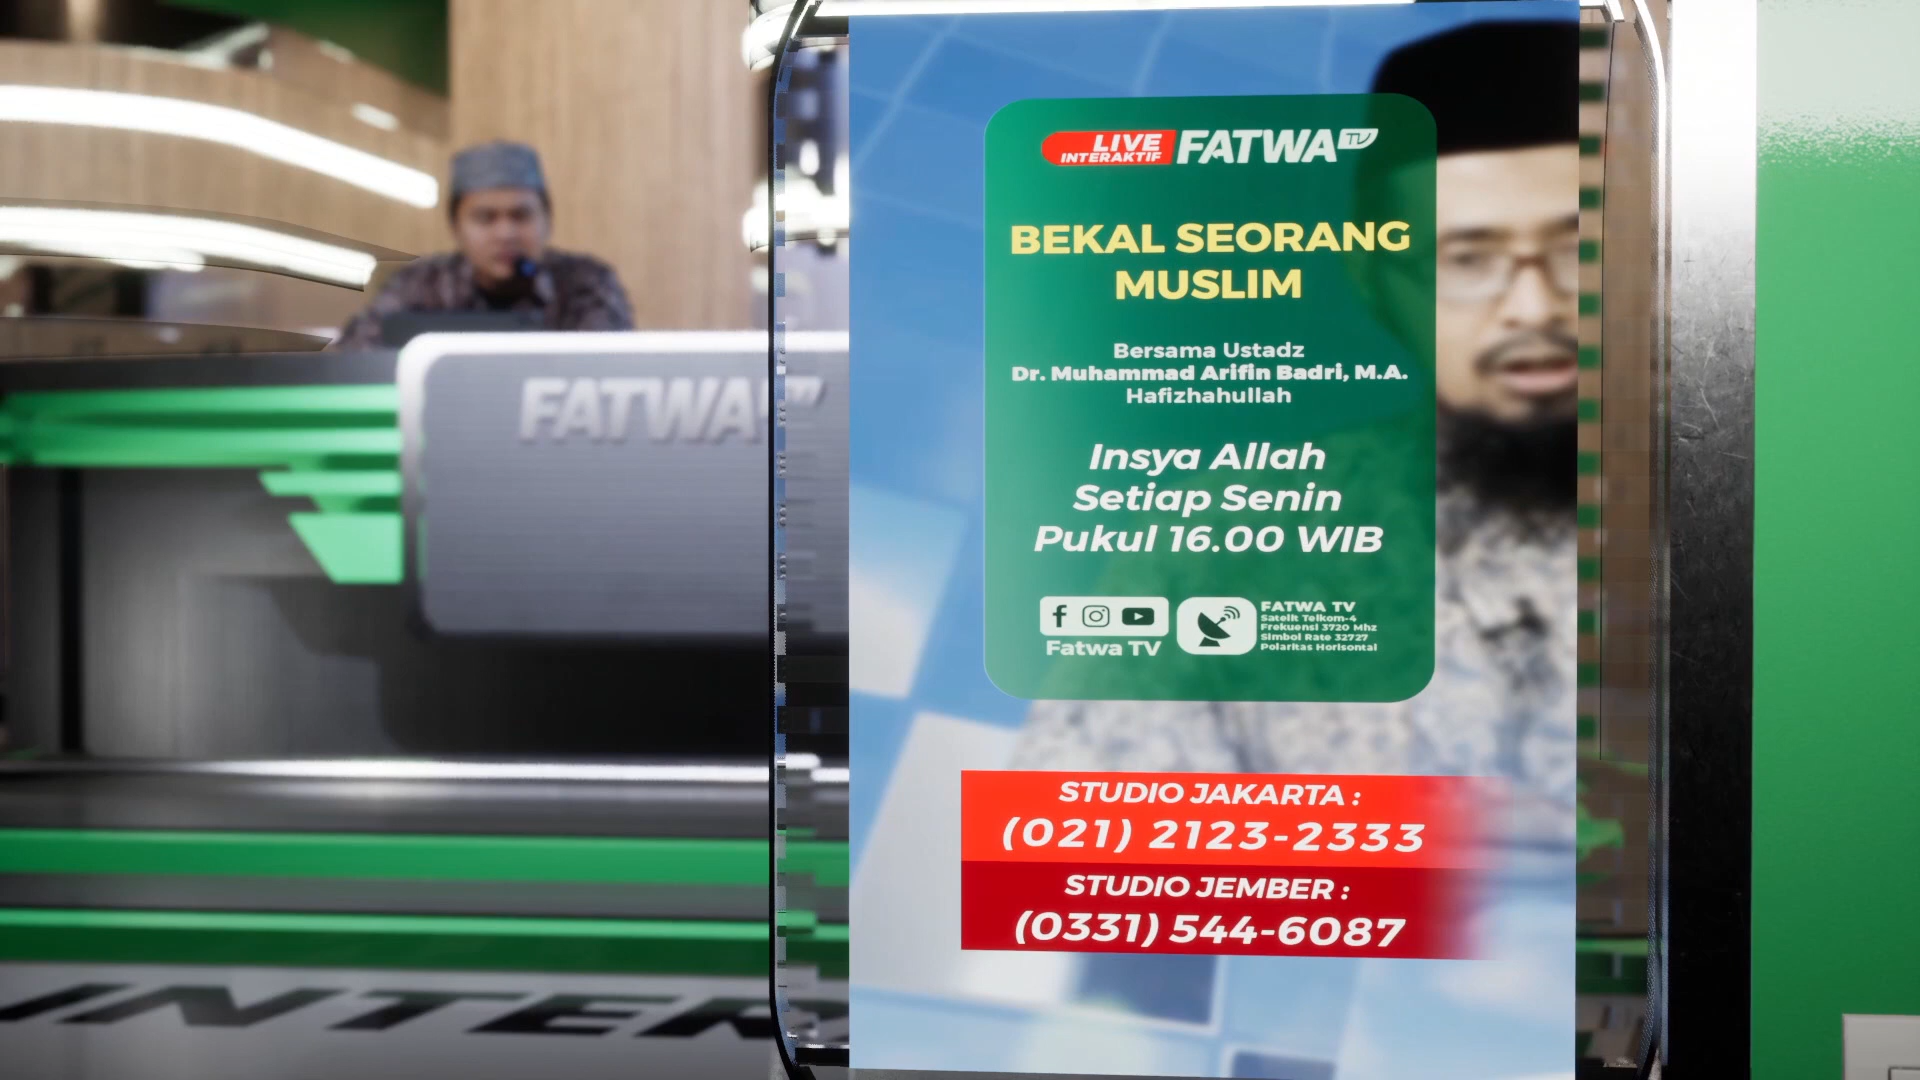 LIVE
INTERAKTIF
FATWA TV
BEKAL SEORANG
MUSLIM
Bersama Ustadz
Dr. Muhammad Arifin Badri, M.A.
Hafizhahullah
Insya Allah
Setiap Senin
Pukul 16.00 WIB
Fatwa TV
FATWA TV
Satelit Telkom-4
Frekuensi 3720 Mhz
Simbol Rate 32727
Polaritas Horisontal
STUDIO JAKARTA :
(021) 2123-2333
STUDIO JEMBER :
(0331) 544-6087
FATWA TV